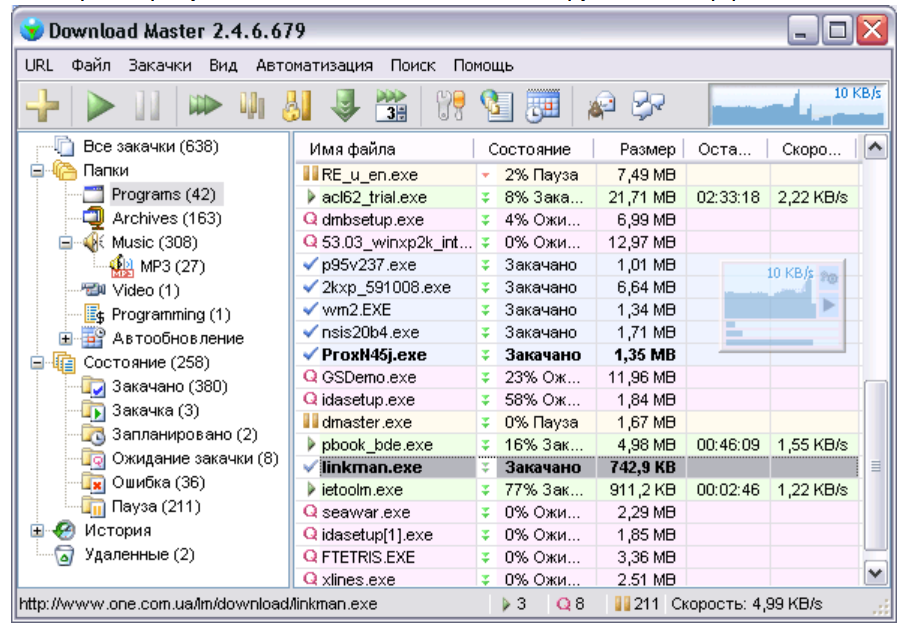 Download Master 2.4.6.679
URL Файл Закачки Вид Автоматизация Поиск Помощь
3 10 KB/s
Все закачки (638)
Папки
Programs (42)
Archives (163)
Music (308)
MP3 (27)
Video (1)
Programming (1)
Автообновление
Состояние (258)
Закачано (380)
Закачка (3)
Запланировано (2)
Ожидание закачки (8)
Ошибка (36)
Пауза (211)
История
Удаленные (2)
Имя файла Состояние Размер Оста... Скоро...
RE_u_en.exe 2% Пауза 7,49 MB
acl62_trial.exe 8% Зака... 21,71 MB 02:33:18 2,22 KB/s
dmbsetup.exe 4% Ожи... 6,99 MB
53.03_winxp2k_int... 0% Ожи... 12,97 MB
p95v237.exe Закачано 1,01 MB
2kxp_591008.exe Закачано 6,64 MB
wm2.EXE Закачано 1,34 MB
nsis20b4.exe Закачано 1,71 MB
ProxN45j.exe Закачано 1,35 MB
GSDemo.exe 23% Ож... 11,96 MB
idasetup.exe 58% Ож... 1,84 MB
dmaster.exe 0% Пауза 1,67 MB
pbook_bde.exe 16% Зак... 4,98 MB 00:46:09 1,55 KB/s
linkman.exe Закачано 742,9 KB
ietoolm.exe 77% Зак... 911,2 KB 00:02:46 1,22 KB/s
seawar.exe 0% Ожи... 2,29 MB
idasetup[1].exe 0% Ожи... 1,85 MB
FTETRIS.EXE 0% Ожи... 3,36 MB
xlines.exe 0% Ожи... 2.51 MB
10 KB/s
http://www.one.com.ua/lm/download/linkman.exe 3 8 211 Скорость: 4,99 KB/s